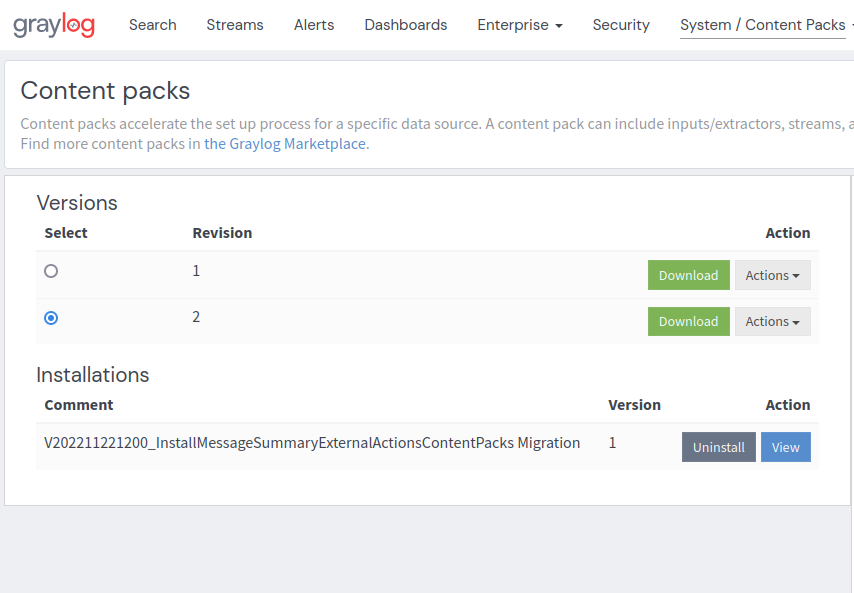 graylog Search Streams Alerts Dashboards Enterprise Security System / Content Packs
Content packs
Content packs accelerate the set up process for a specific data source. A content pack can include inputs/extractors, streams,
Find more content packs in the Graylog Marketplace.
Versions
Select Revision Action
1 Download Actions
2 Download Actions
Installations
Comment Version Action
V202211221200_InstallMessageSummaryExternalActionsContentPacks Migration 1 Uninstall View